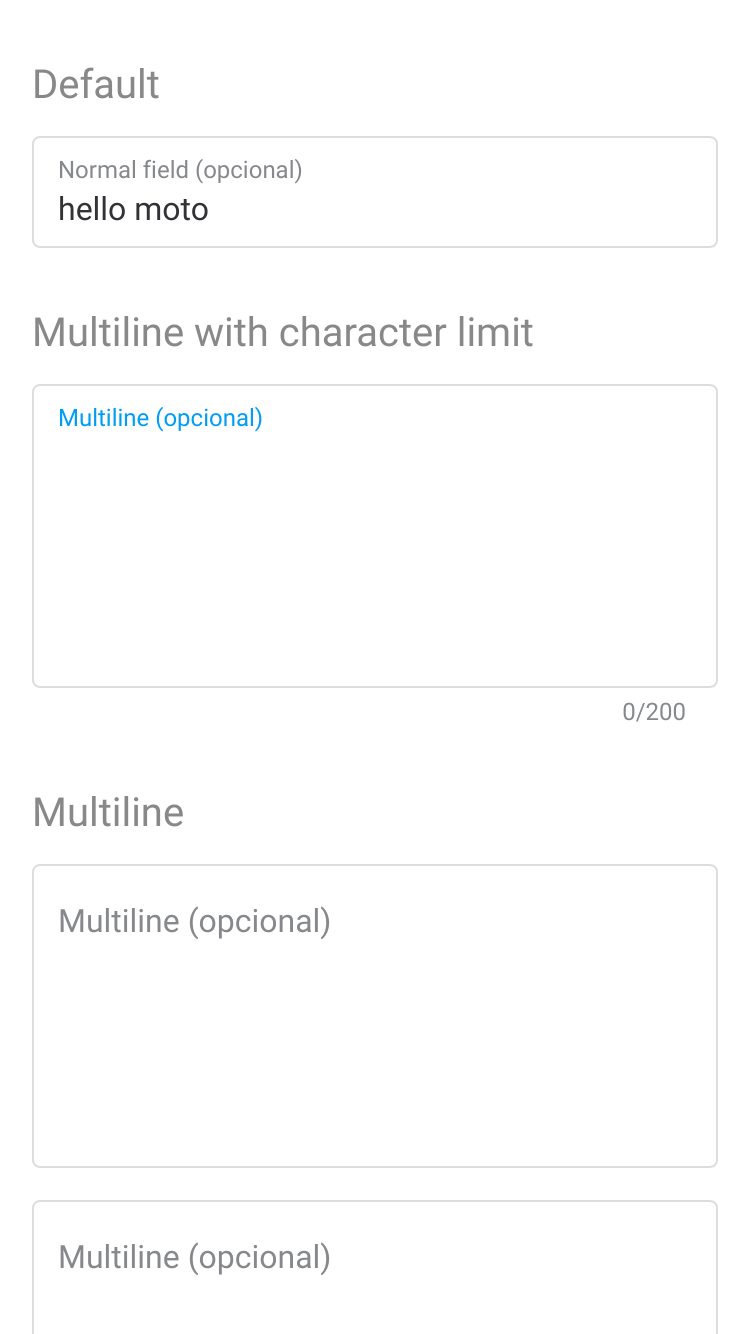 Default
Normal field (opcional)
hello moto
Multiline with character limit
Multiline (opcional)
0/200
Multiline
Multiline (opcional)
Multiline (opcional)